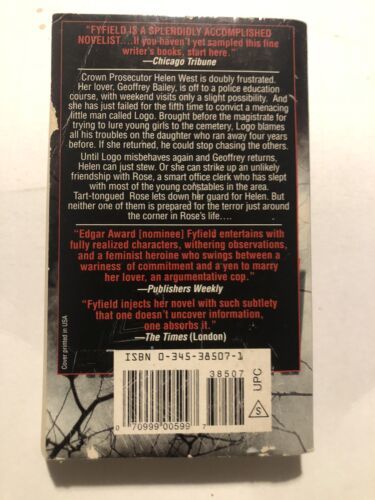 "FYFIELD IS A SPLENDIDLY ACCOMPLISHED
NOVELIST.... If you haven't yet sampled this fine
writer's books, start here."
—Chicago Tribune
Crown Prosecutor Helen West is doubly frustrated.
Her lover, Geoffrey Bailey, is off to a police education
course, with weekend visits only a slight possibility. And
she has just failed for the fifth time to convict a menacing
little man called Logo. Brought before the magistrate for
trying to lure young girls to the cemetery, Logo blames
all his troubles on the daughter who ran away four years
before. If she returned, he could stop chasing the others.
Until Logo misbehaves again and Geoffrey returns,
Helen can just stew. Or she can strike up an unlikely
friendship with Rose, a smart office clerk who has slept
with most of the young constables in the area.
Tart-tongued Rose lets down her guard for Helen. But
neither one of them is prepared for the terror just around
the corner in Rose's life....
"Edgar Award [nominee] Fyfield entertains with
fully realized characters, withering observations,
and a feminist heroine who swings between a
wariness of commitment and a yen to marry
her lover, an argumentative cop."
—Publishers Weekly
"Fyfield injects her novel with such subtlety
that one doesn't uncover information,
one absorbs it."
—The Times (London)
Cover printed in USA
ISBN 0-345-38507-1
38507
UPC
S
0 70999 00599 7